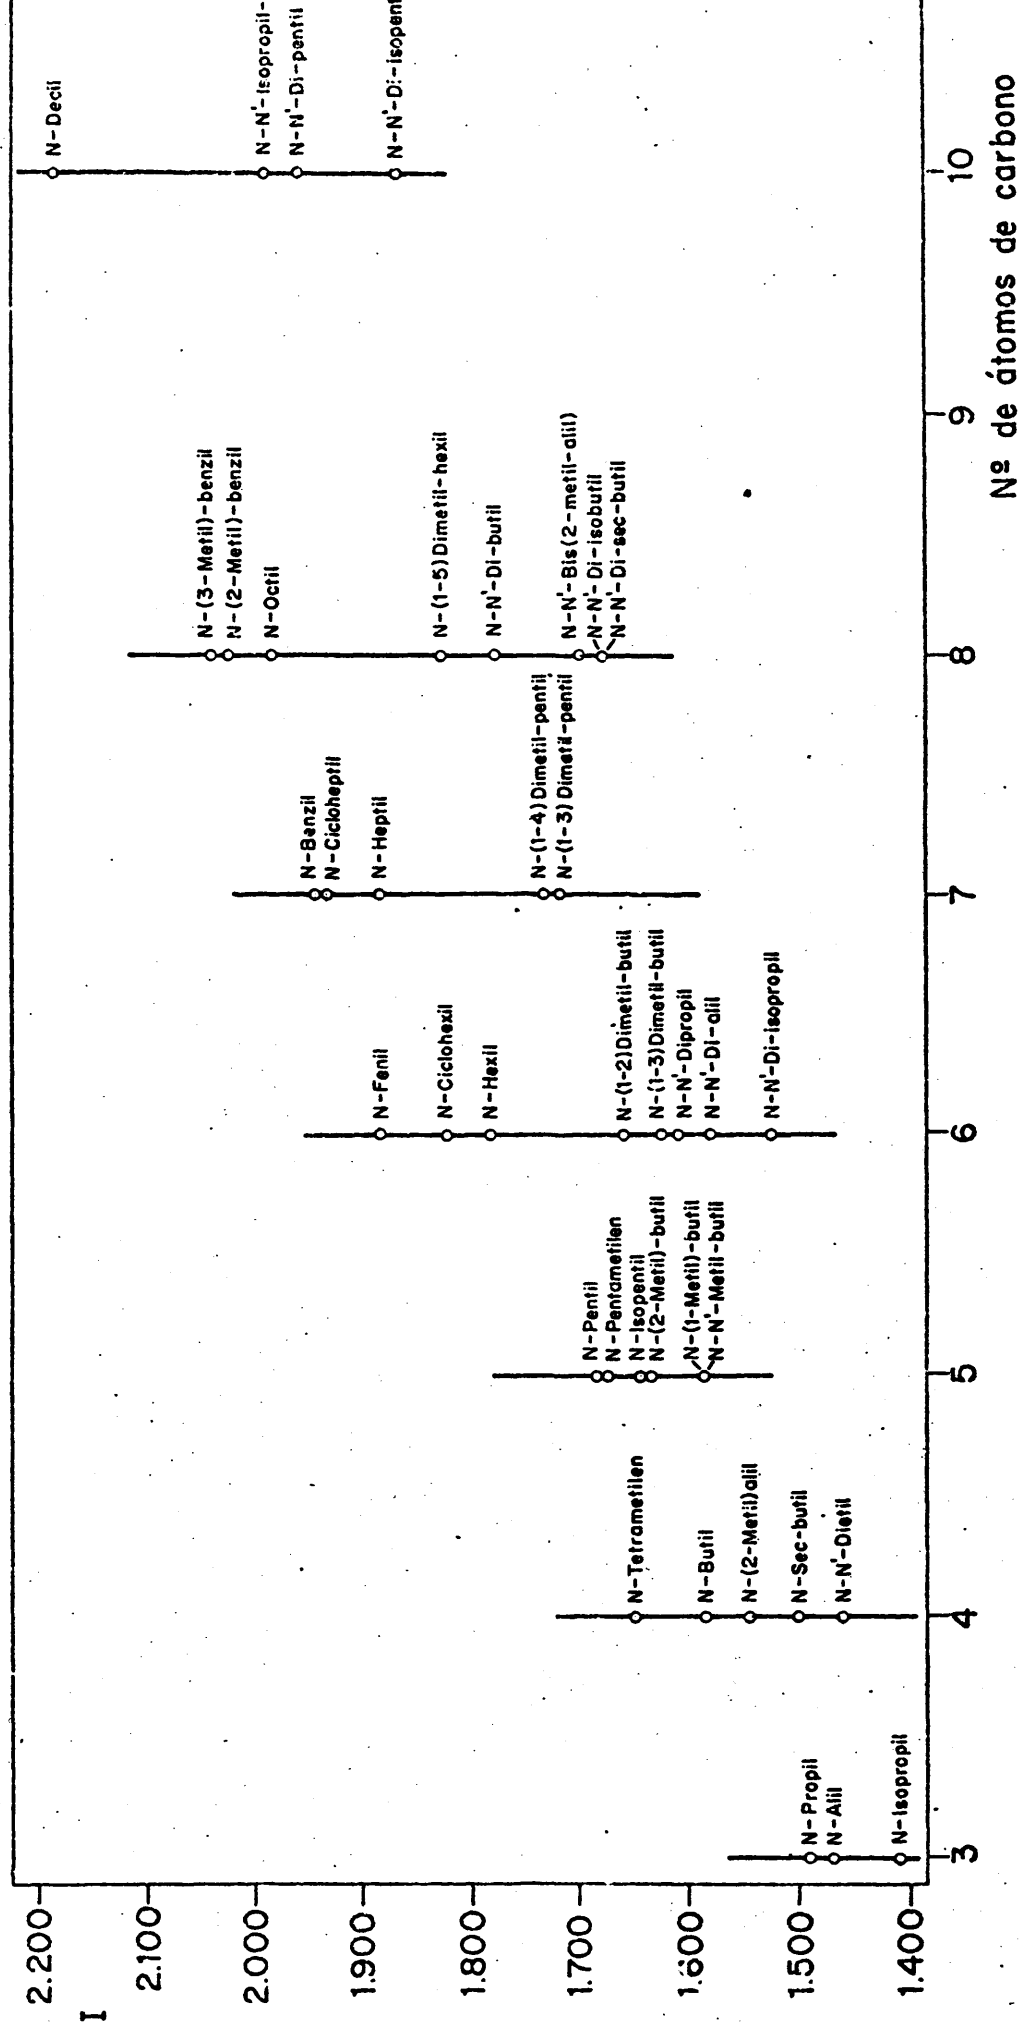 I
2.200
2.100
2.000
1.900
1.800
1.700
1.600
1.500
1.400
N-Propil
N-Alil
N-Isopropil
N-Tetrametilen
N-Butil
N-(2-Metil)alil
N-Sec-butil
N-N'-Dietil
N-Pentil
N-Pentametilen
N-Isopentil
N-(2-Metil)-butil
N-(1-Metil)-butil
N-N'-Metil-butil
N-Fenil
N-Ciclohexil
N-Hexil
N-(1-2)Dimetil-butil
N-(1-3)Dimetil-butil
N-N'-Dipropil
N-N'-Di-alil
N-N'-Di-isopropil
N-Benzil
N-Cicloheptil
N-Heptil
N-(1-4)Dimetil-pentil
N-(1-3)Dimetil-pentil
N-(3-Metil)-benzil
N-(2-Metil)-benzil
N-Octil
N-(1-5)Dimetil-hexil
N-N'-Di-butil
N-N'-Bis(2-metil-alil)
N-N'-Di-isobutil
N-N'-Di-sec-butil
N-Decil
N-N'-Isopropil-
N-N'-Di-pentil
N-N'-Di-isopent
3 4 5 6 7 8 9 10
Nº de átomos de carbono